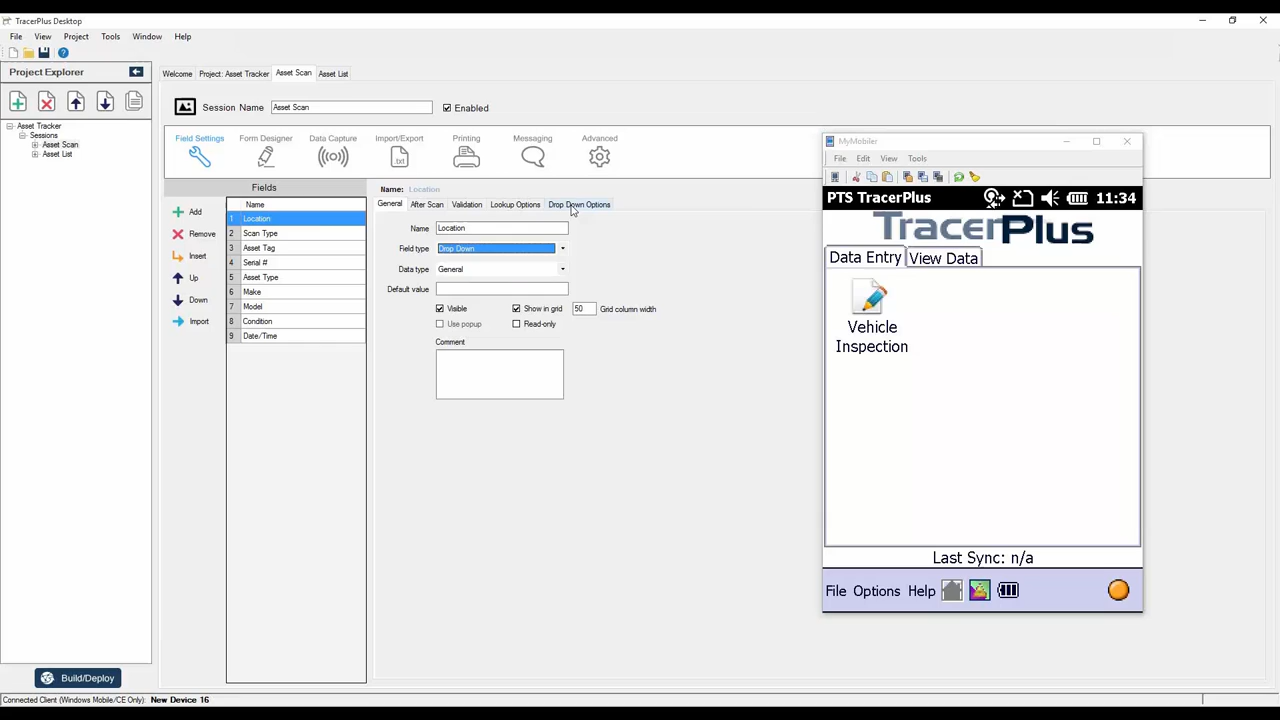 TracerPlus Desktop
File View Project Tools Window Help
Project Explorer
Asset Tracker
Sessions
Asset Scan
Asset List
Build/Deploy
Welcome Project: Asset Tracker Asset Scan Asset List
Session Name Asset Scan Enabled
Field Settings Form Designer Data Capture Import/Export Printing Messaging Advanced
.txt
Fields
Add
Remove
Insert
Up
Down
Import
Name
1 Location
2 Scan Type
3 Asset Tag
4 Serial #
5 Asset Type
6 Make
7 Model
8 Condition
9 Date/Time
Name: Location
General After Scan Validation Lookup Options Drop Down Options
Name Location
Field type Drop Down
Data type General
Default value
Visible Show in grid 50 Grid column width
Use popup Read-only
Comment
MyMobiler
File Edit View Tools
PTS TracerPlus 11:34
TracerPlus
Data Entry View Data
Vehicle
Inspection
Last Sync: n/a
File Options Help
Connected Client (Windows Mobile/CE Only): New Device 16